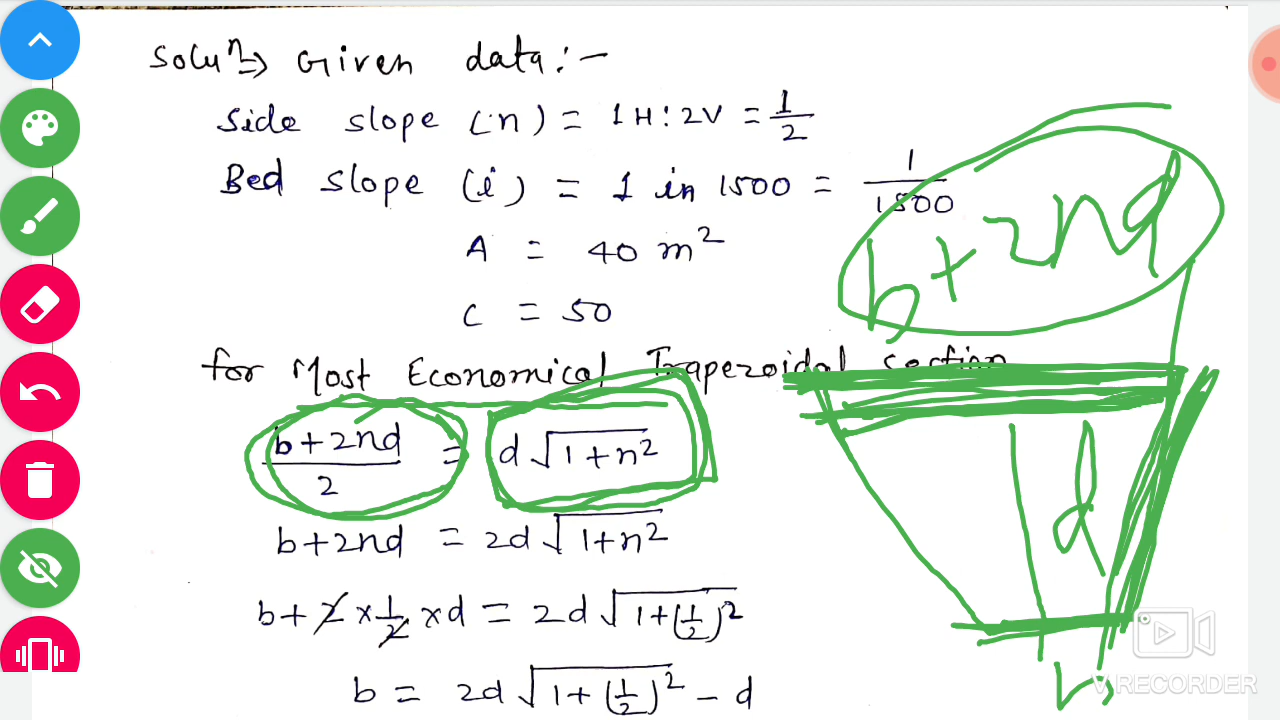 Solun⇒ Given data:-
Side slope (n) = 1H:2V = 1/2
Bed slope (i) = 1 in 1500 = 1/1500
A = 40 m²
C = 50
b+2nd
for Most Economical Trapezoidal section
(b+2nd)/2 = d√(1+n²)
d
b+2nd = 2d√(1+n²)
b + 2 × 1/2 × d = 2d√(1+(1/2)²)
b = 2d√(1+(1/2)²) - d
b
V RECORDER